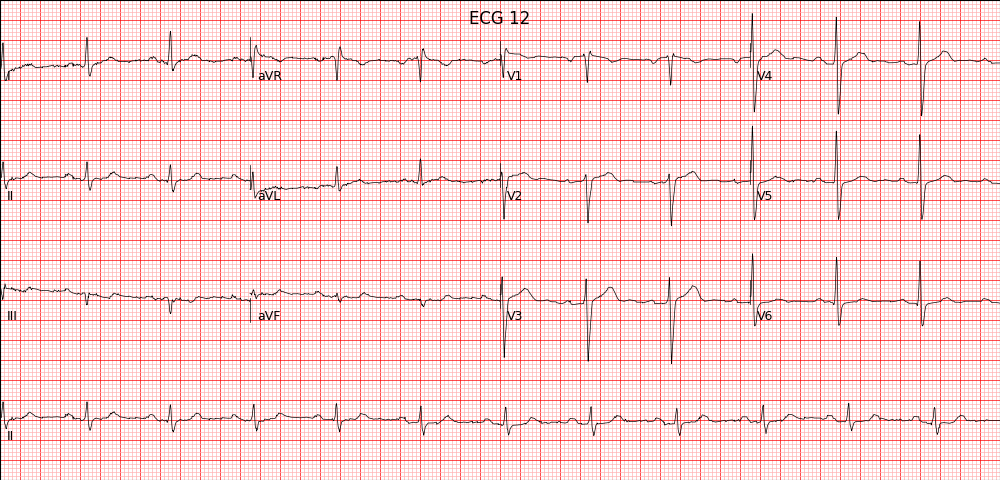 ECG 12
I aVR V1 V4
II aVL V2 V5
III aVF V3 V6
II